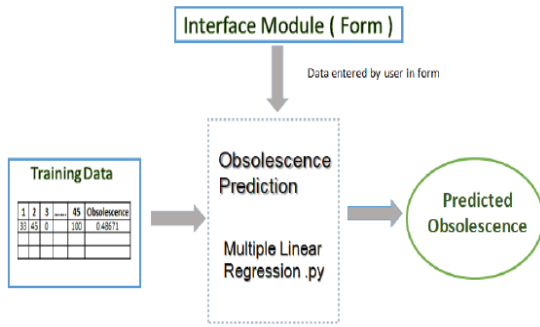 Interface Module ( Form )
Data entered by user in form
Training Data
1 2 3 ...... 45 Obsolescence
33 45 0 100 0.48671
Obsolescence
Prediction
Multiple Linear
Regression .py
Predicted
Obsolescence